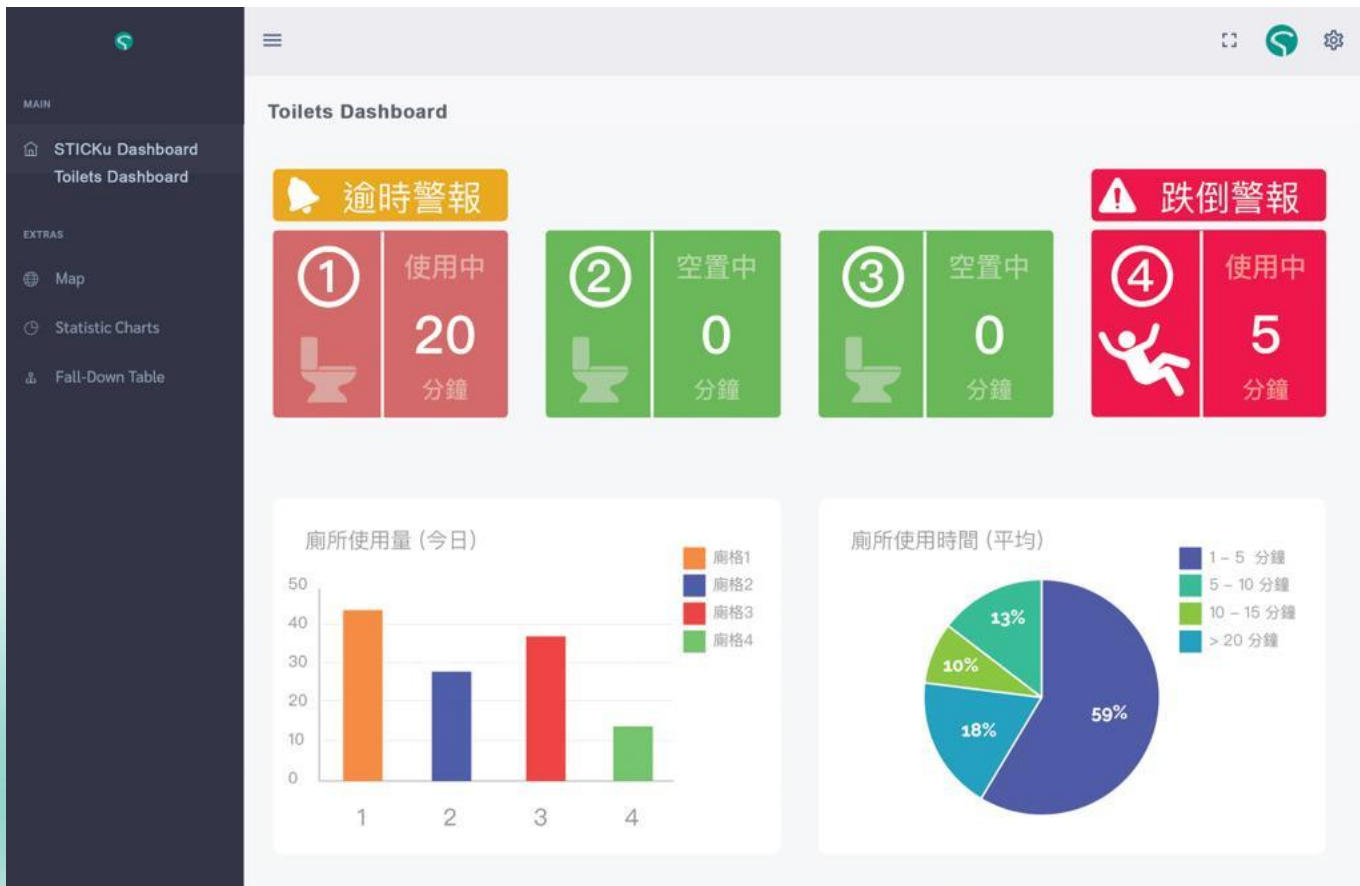 MAIN
STICKu Dashboard
Toilets Dashboard
EXTRAS
Map
Statistic Charts
Fall-Down Table
Toilets Dashboard
逾時警報
跌倒警報
1
使用中
20
分鐘
2
空置中
0
分鐘
3
空置中
0
分鐘
4
使用中
5
分鐘
廁所使用量 (今日)
廁格1
廁格2
廁格3
廁格4
50
40
30
20
10
0
1 2 3 4
廁所使用時間 (平均)
1 – 5 分鐘
5 – 10 分鐘
10 – 15 分鐘
> 20 分鐘
13%
10%
18%
59%